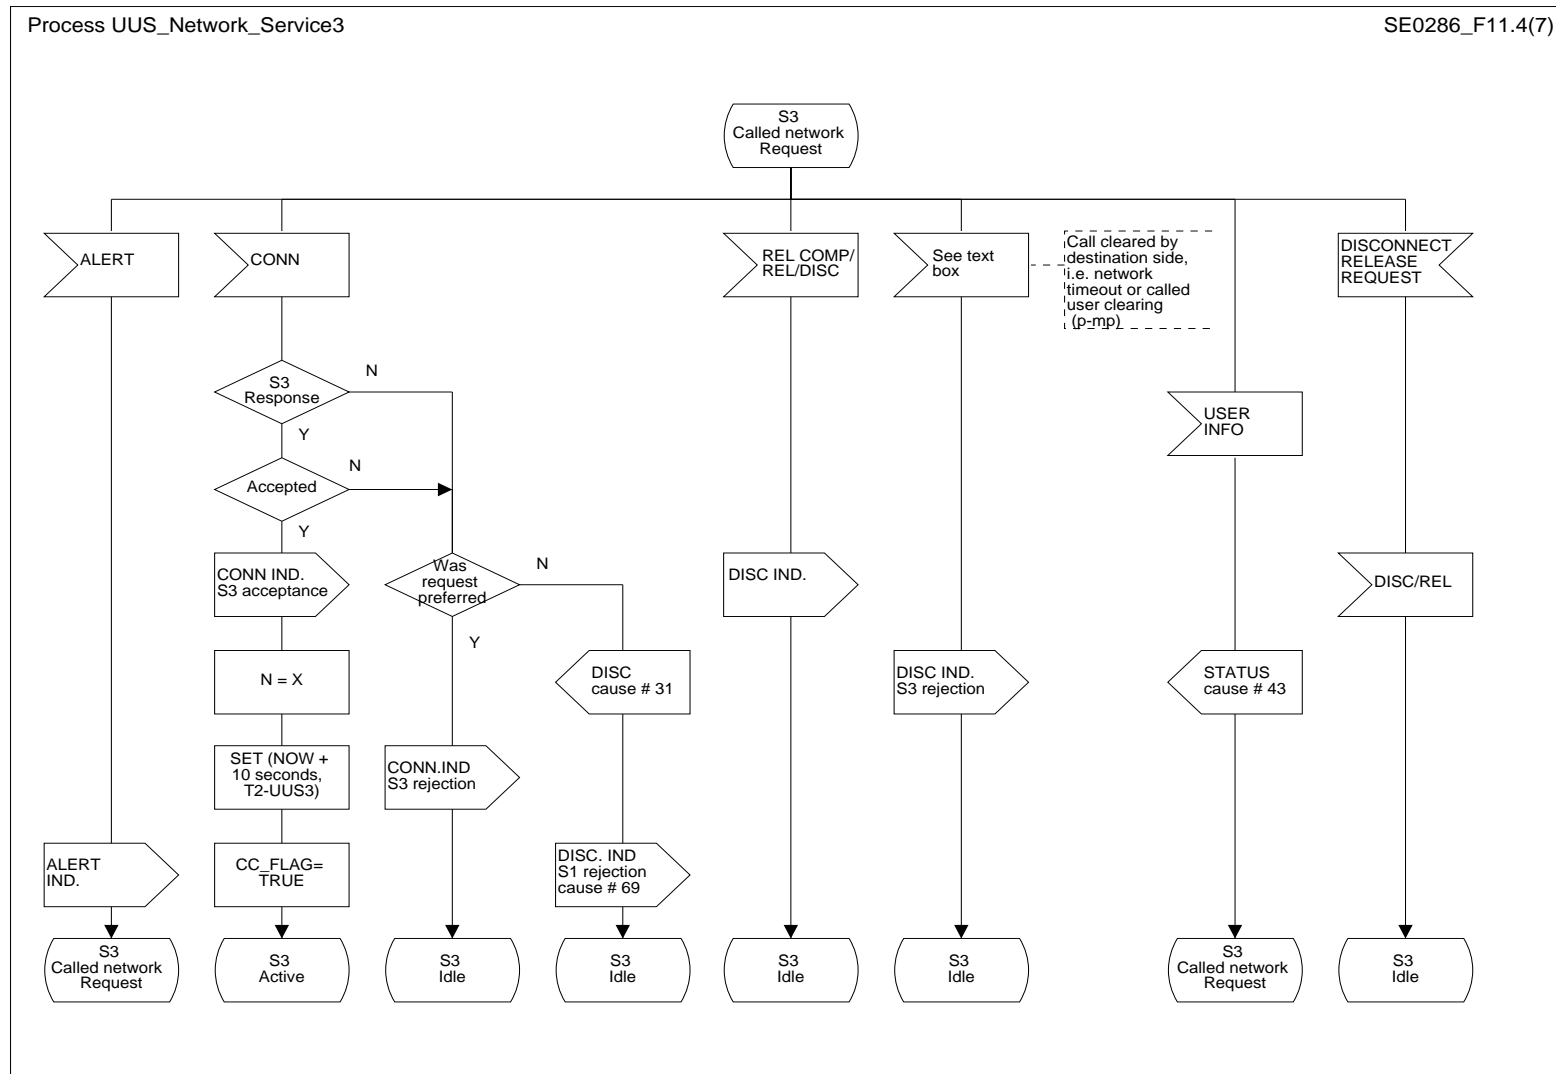 Process UUS_Network_Service3
SE0286_F11.4(7)
S3
Called network
Request
ALERT
CONN
REL COMP/
REL/DISC
See text
box
Call cleared by
destination side,
i.e. network
timeout or called
user clearing
(p-mp)
DISCONNECT
RELEASE
REQUEST
S3
Response
N
Y
USER
INFO
Accepted
N
Y
CONN IND.
S3 acceptance
Was
request
preferred
N
Y
DISC IND.
DISC/REL
N = X
DISC
cause # 31
DISC IND.
S3 rejection
STATUS
cause # 43
SET (NOW +
10 seconds,
T2-UUS3)
CONN.IND
S3 rejection
ALERT
IND.
CC_FLAG=
TRUE
DISC. IND
S1 rejection
cause # 69
S3
Called network
Request
S3
Active
S3
Idle
S3
Idle
S3
Idle
S3
Idle
S3
Called network
Request
S3
Idle